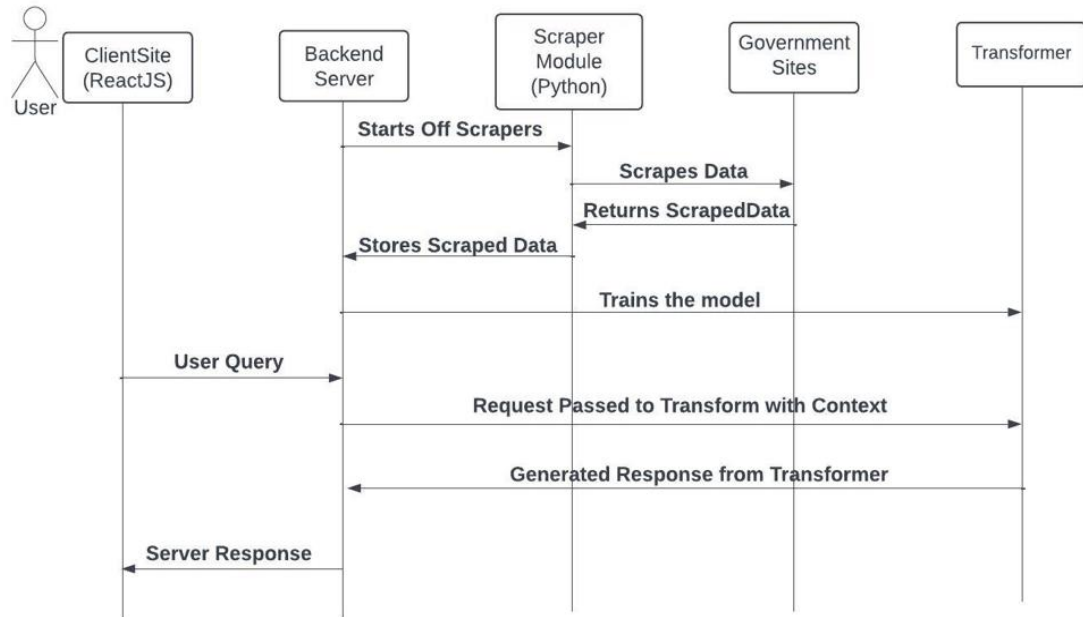 User
ClientSite
(ReactJS)
Backend
Server
Scraper
Module
(Python)
Government
Sites
Transformer
Starts Off Scrapers
Scrapes Data
Returns ScrapedData
Stores Scraped Data
Trains the model
User Query
Request Passed to Transform with Context
Generated Response from Transformer
Server Response